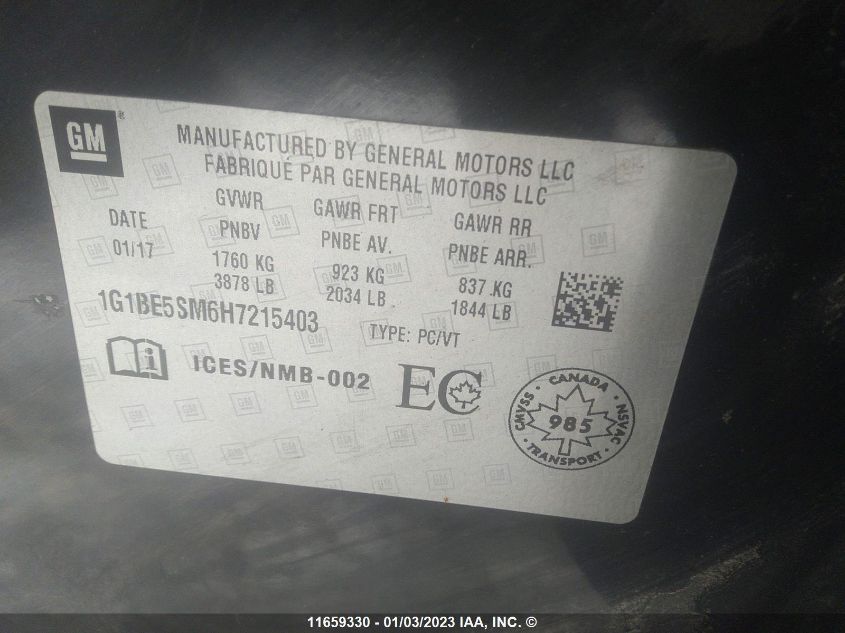 GM
MANUFACTURED BY GENERAL MOTORS LLC
FABRIQUÉ PAR GENERAL MOTORS LLC
DATE
01/17
GVWR
PNBV
1760 KG
3878 LB
GAWR FRT
PNBE AV.
923 KG
2034 LB
GAWR RR
PNBE ARR.
837 KG
1844 LB
1G1BE5SM6H7215403
TYPE: PC/VT
ICES/NMB-002
EC
CANADA
CMVSS
NSVAC
985
TRANSPORT
11659330 - 01/03/2023 IAA, INC. ©